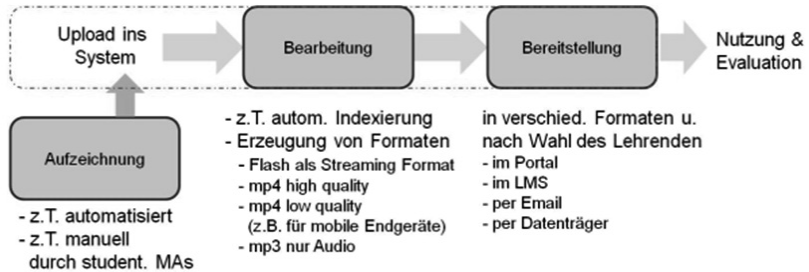 Upload ins
System
Bearbeitung
Bereitstellung
Nutzung &
Evaluation
Aufzeichnung
- z.T. automatisiert
- z.T. manuell
durch student. MAs
- z.T. autom. Indexierung
- Erzeugung von Formaten
- Flash als Streaming Format
- mp4 high quality
- mp4 low quality
(z.B. für mobile Endgeräte)
- mp3 nur Audio
in verschied. Formaten u.
nach Wahl des Lehrenden
- im Portal
- im LMS
- per Email
- per Datenträger